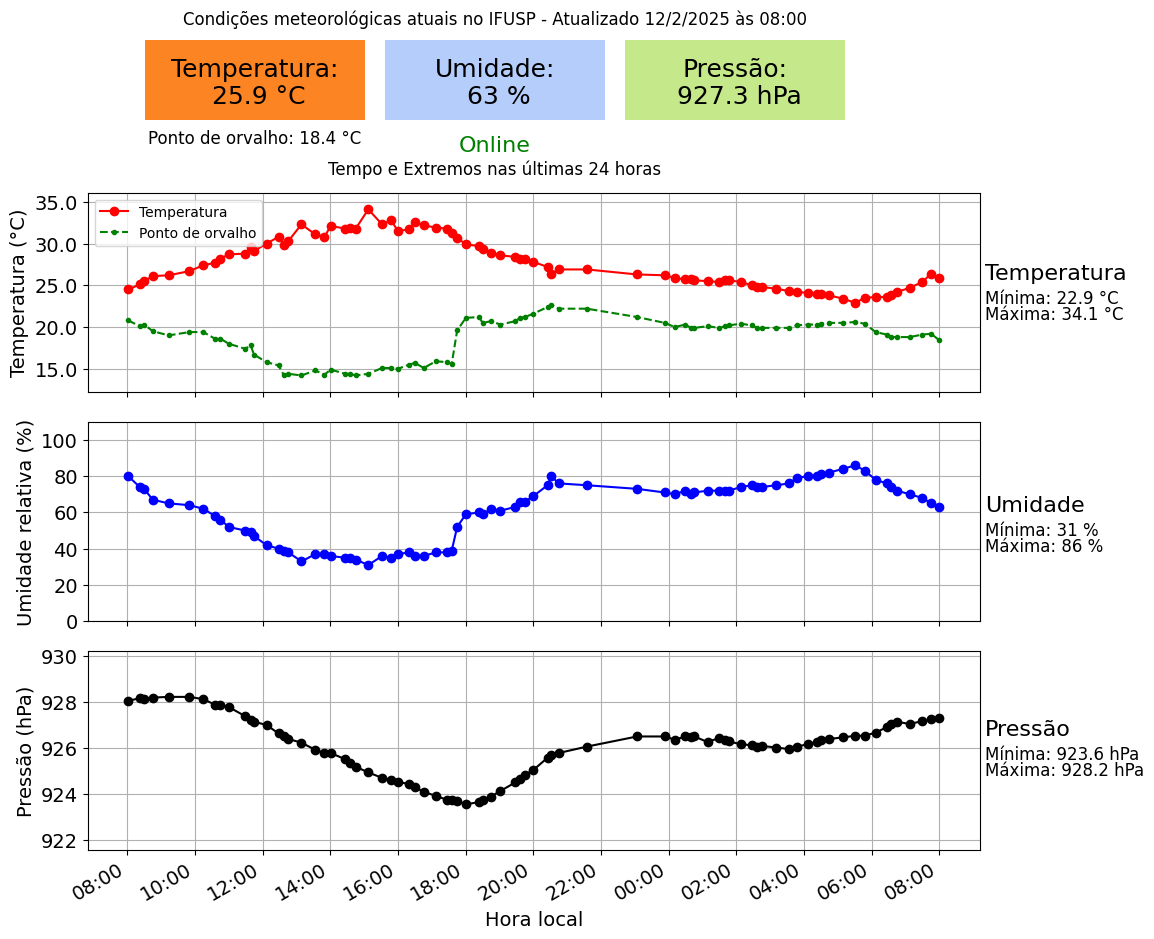 Condições meteorológicas atuais no IFUSP - Atualizado 12/2/2025 às 08:00
Temperatura:
25.9 °C
Umidade:
63 %
Pressão:
927.3 hPa
Ponto de orvalho: 18.4 °C
Online
Tempo e Extremos nas últimas 24 horas
Temperatura (°C)
35.0
30.0
25.0
20.0
15.0
Temperatura
Ponto de orvalho
Temperatura
Mínima: 22.9 °C
Máxima: 34.1 °C
Umidade relativa (%)
100
80
60
40
20
0
Umidade
Mínima: 31 %
Máxima: 86 %
Pressão (hPa)
930
928
926
924
922
Pressão
Mínima: 923.6 hPa
Máxima: 928.2 hPa
08:00 10:00 12:00 14:00 16:00 18:00 20:00 22:00 00:00 02:00 04:00 06:00 08:00
Hora local